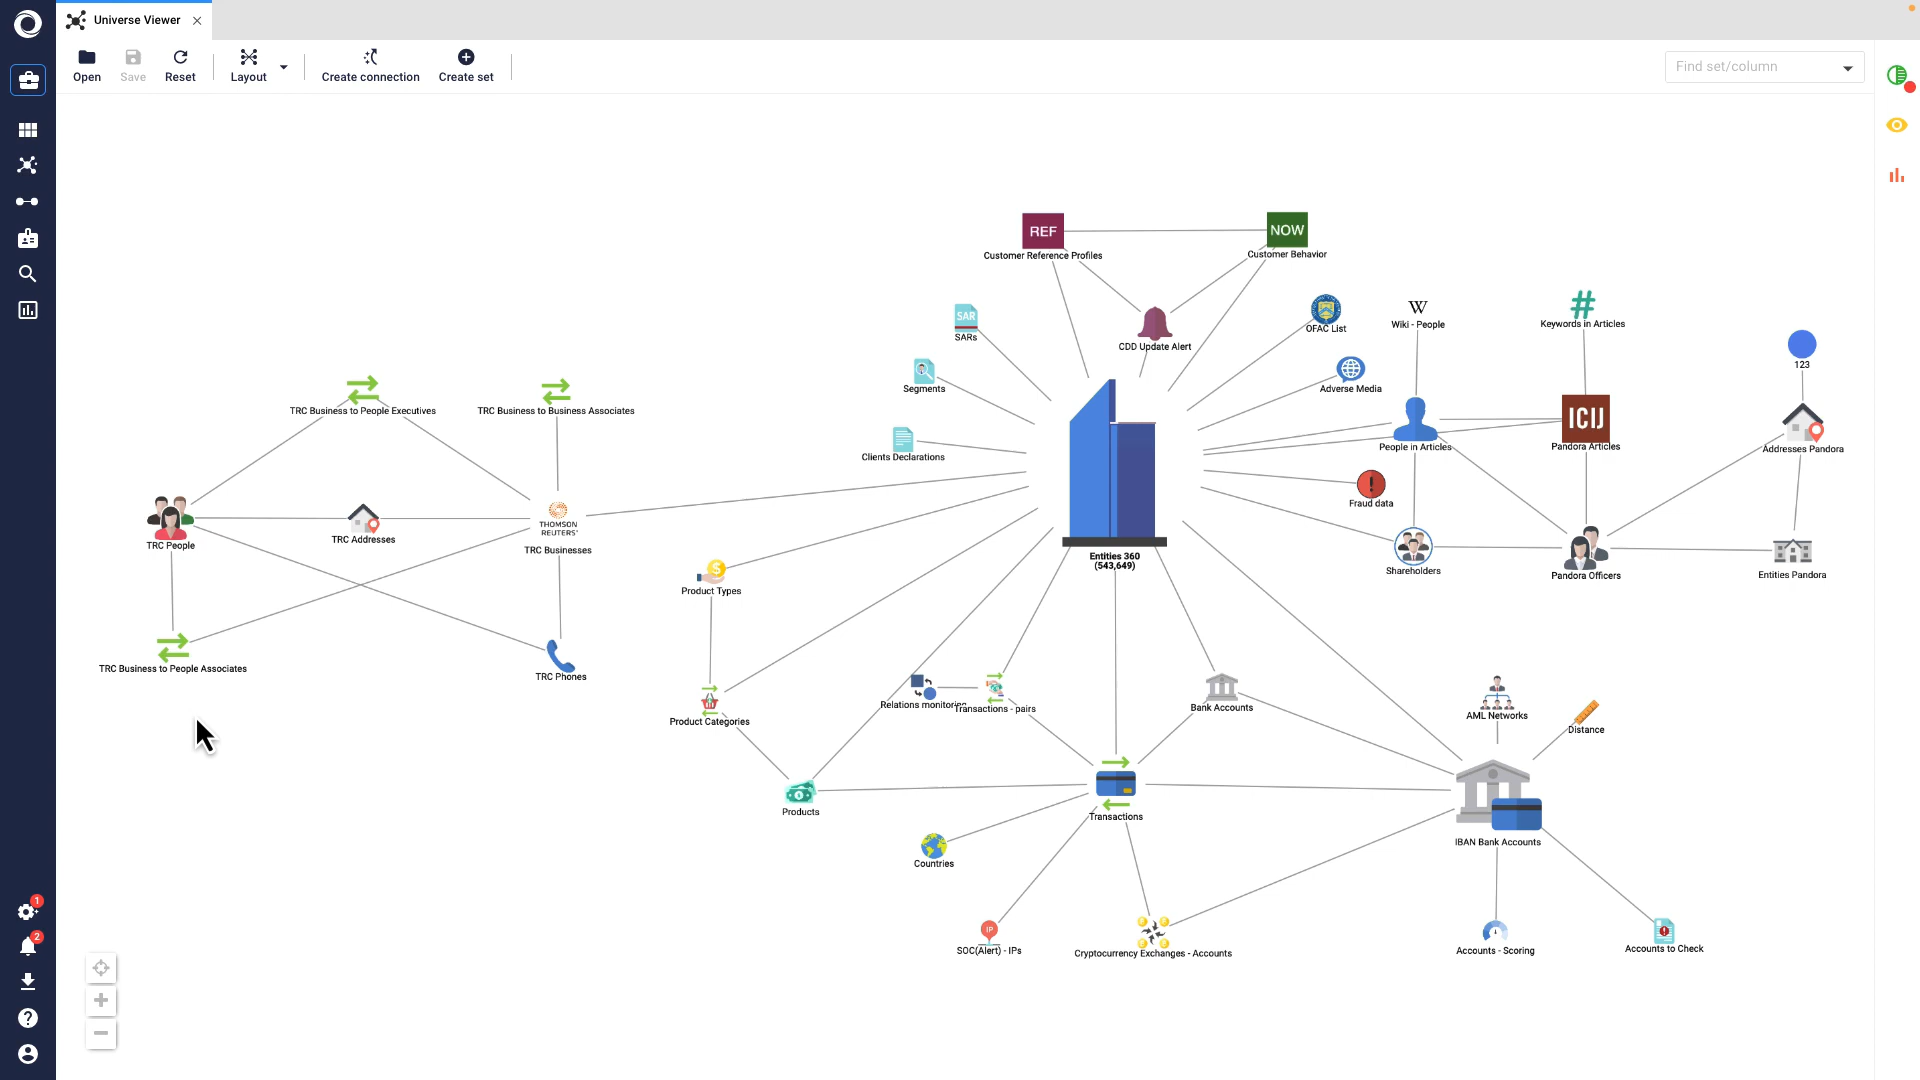 Universe Viewer
Open
Save
Reset
Layout
Create connection
Create set
Find set/column
REF
Customer Reference Profiles
NOW
Customer Behavior
SAR
SARs
CDD Update Alert
OFAC List
W
Wiki - People
#
Keywords in Articles
123
Segments
Adverse Media
TRC Business to People Executives
TRC Business to Business Associates
Clients Declarations
People in Articles
ICIJ
Pandora Articles
Addresses Pandora
Fraud data
TRC People
TRC Addresses
THOMSON
REUTERS
TRC Businesses
Entities 360
(543,649)
Shareholders
Pandora Officers
Entities Pandora
Product Types
TRC Business to People Associates
TRC Phones
Relations monitoring
Transactions - pairs
Bank Accounts
AML Networks
Distance
Product Categories
Products
Transactions
IBAN Bank Accounts
Countries
IP
SOC(Alert) - IPs
Cryptocurrency Exchanges - Accounts
Accounts - Scoring
Accounts to Check
1
2